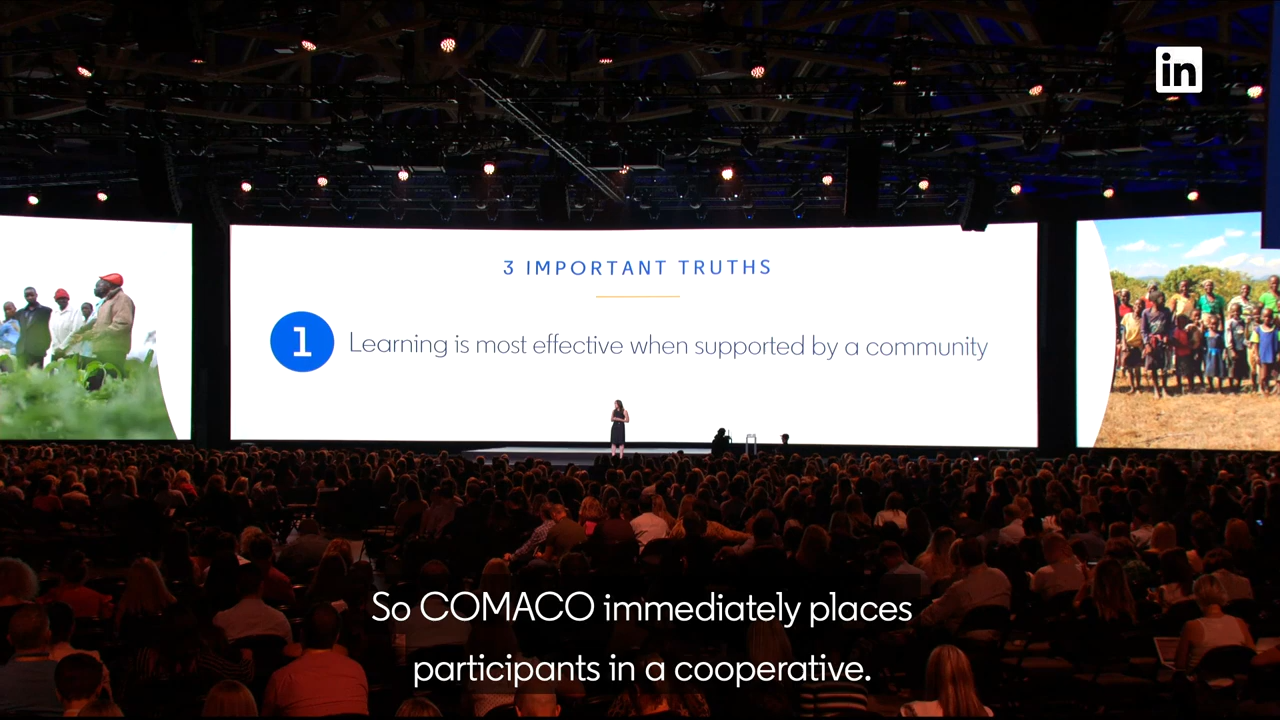 in
3 IMPORTANT TRUTHS
1 Learning is most effective when supported by a community
So COMACO immediately places
participants in a cooperative.